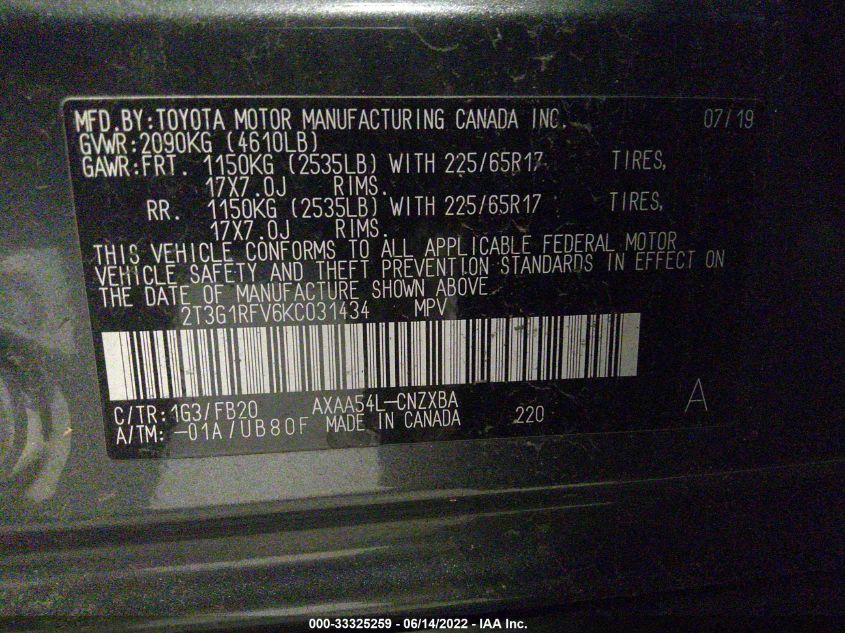 MFD.BY:TOYOTA MOTOR MANUFACTURING CANADA INC. 07/19
GVWR:2090KG (4610LB)
GAWR:FRT. 1150KG (2535LB) WITH 225/65R17 TIRES,
17X7.0J RIMS.
RR. 1150KG (2535LB) WITH 225/65R17 TIRES,
17X7.0J RIMS.
THIS VEHICLE CONFORMS TO ALL APPLICABLE FEDERAL MOTOR
VEHICLE SAFETY AND THEFT PREVENTION STANDARDS IN EFFECT ON
THE DATE OF MANUFACTURE SHOWN ABOVE.
2T3G1RFV6KC031434 MPV
C/TR:1G3/FB20 AXAA54L-CNZXBA A
A/TM:-01A/UB80F MADE IN CANADA 220
000-33325259 - 06/14/2022 - IAA Inc.